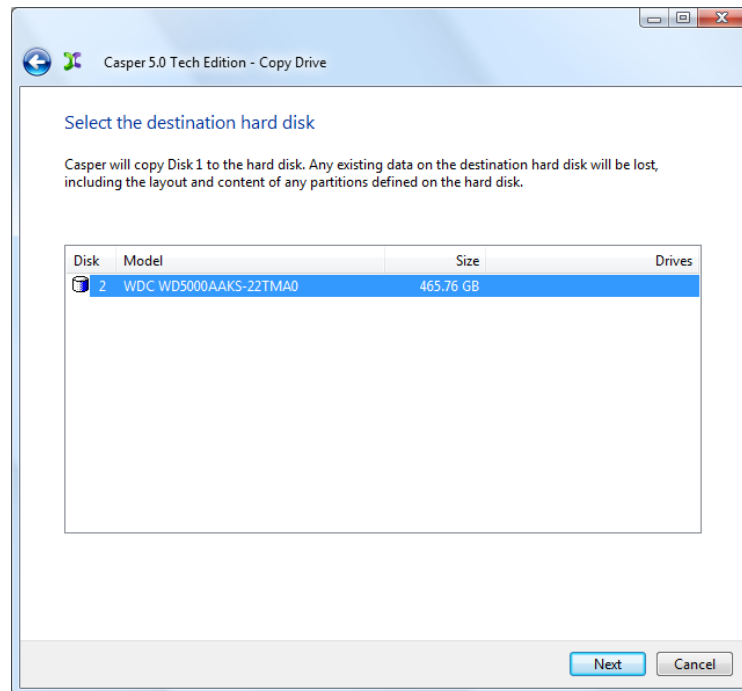 Casper 5.0 Tech Edition - Copy Drive
Select the destination hard disk
Casper will copy Disk 1 to the hard disk. Any existing data on the destination hard disk will be lost,
including the layout and content of any partitions defined on the hard disk.
Disk Model Size Drives
2 WDC WD5000AAKS-22TMA0 465.76 GB
Next Cancel